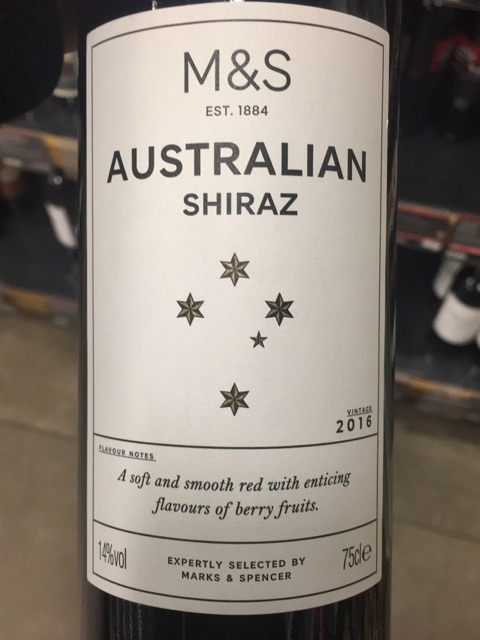 M&S
EST. 1884
AUSTRALIAN
SHIRAZ
VINTAGE
2016
FLAVOUR NOTES
A soft and smooth red with enticing
flavours of berry fruits.
14%vol
EXPERTLY SELECTED BY
MARKS & SPENCER
75cl℮